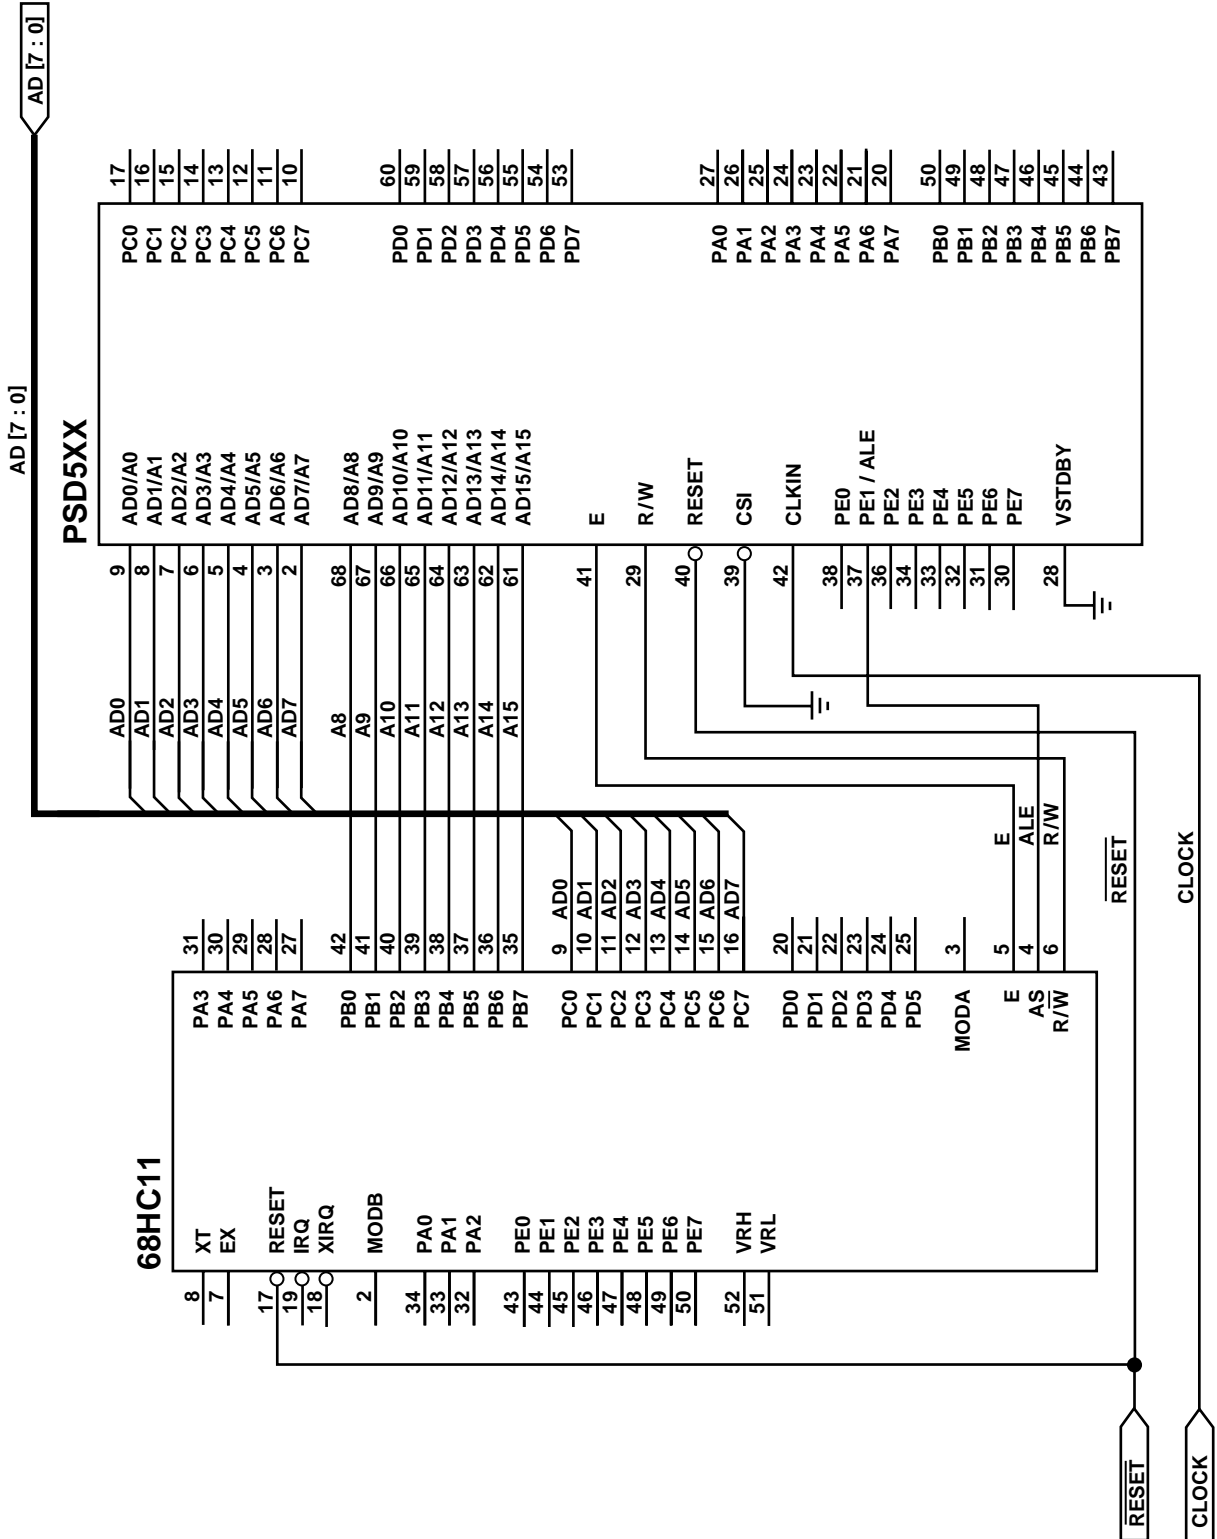 AD [7 : 0]
AD [7 : 0]
PSD5XX
9 AD0/A0
8 AD1/A1
7 AD2/A2
6 AD3/A3
5 AD4/A4
4 AD5/A5
3 AD6/A6
2 AD7/A7
68 AD8/A8
67 AD9/A9
66 AD10/A10
65 AD11/A11
64 AD12/A12
63 AD13/A13
62 AD14/A14
61 AD15/A15
41 E
29 R/W
40 RESET
39 CSI
42 CLKIN
38 PE0
37 PE1 / ALE
36 PE2
34 PE3
33 PE4
32 PE5
31 PE6
30 PE7
28 VSTDBY
PC0 17
PC1 16
PC2 15
PC3 14
PC4 13
PC5 12
PC6 11
PC7 10
PD0 60
PD1 59
PD2 58
PD3 57
PD4 56
PD5 55
PD6 54
PD7 53
PA0 27
PA1 26
PA2 25
PA3 24
PA4 23
PA5 22
PA6 21
PA7 20
PB0 50
PB1 49
PB2 48
PB3 47
PB4 46
PB5 45
PB6 44
PB7 43
AD0
AD1
AD2
AD3
AD4
AD5
AD6
AD7
A8
A9
A10
A11
A12
A13
A14
A15
68HC11
8 XT
7 EX
17 RESET
19 IRQ
18 XIRQ
2 MODB
34 PA0
33 PA1
32 PA2
43 PE0
44 PE1
45 PE2
46 PE3
47 PE4
48 PE5
49 PE6
50 PE7
52 VRH
51 VRL
PA3 31
PA4 30
PA5 29
PA6 28
PA7 27
PB0 42
PB1 41
PB2 40
PB3 39
PB4 38
PB5 37
PB6 36
PB7 35
PC0 9 AD0
PC1 10 AD1
PC2 11 AD2
PC3 12 AD3
PC4 13 AD4
PC5 14 AD5
PC6 15 AD6
PC7 16 AD7
PD0 20
PD1 21
PD2 22
PD3 23
PD4 24
PD5 25
MODA 3
E 5 E
AS 4 ALE
R/W 6 R/W
RESET
RESET
CLOCK
CLOCK